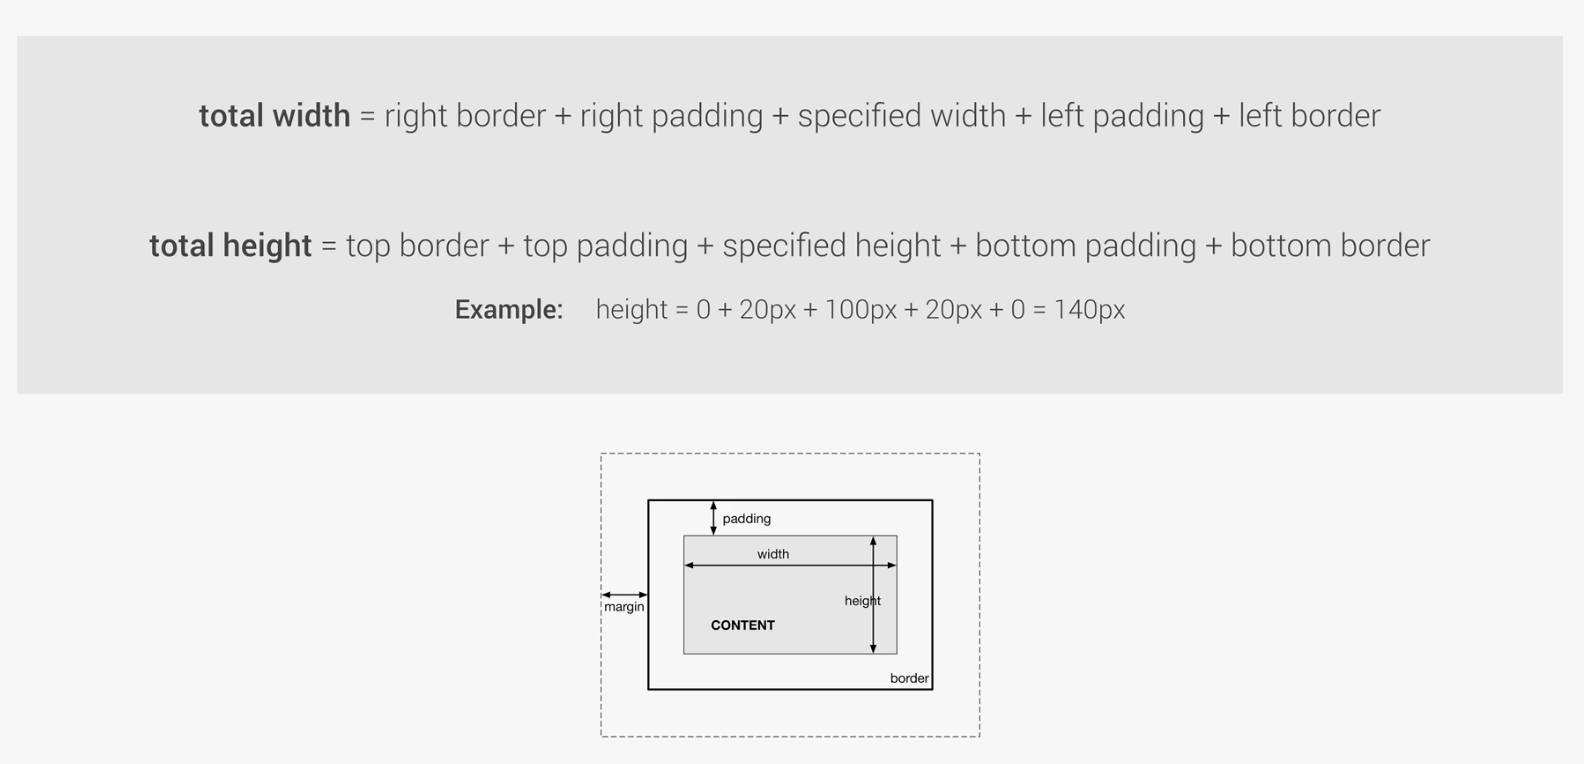 total width = right border + right padding + specified width + left padding + left border
total height = top border + top padding + specified height + bottom padding + bottom border
Example: height = 0 + 20px + 100px + 20px + 0 = 140px
padding
width
height
margin
CONTENT
border